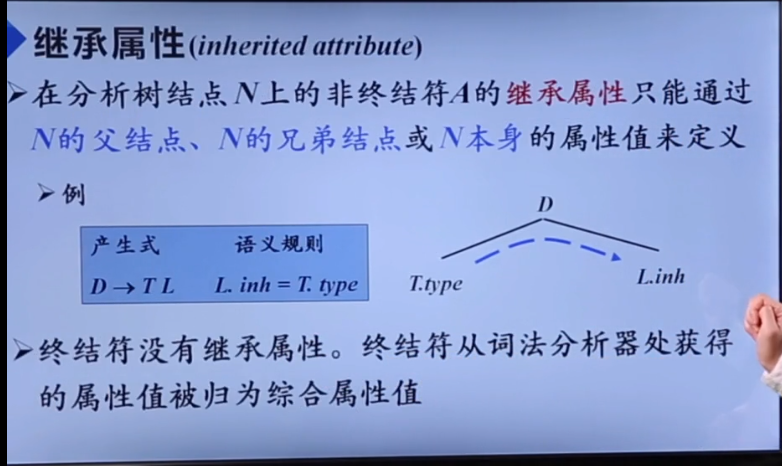 继承属性(inherited attribute)
➢在分析树结点N上的非终结符A的继承属性只能通过
N的父结点、N的兄弟结点或N本身的属性值来定义
➢例
产生式 语义规则
D → T L L. inh = T. type
D
T.type L.inh
➢终结符没有继承属性。终结符从词法分析器处获得
的属性值被归为综合属性值